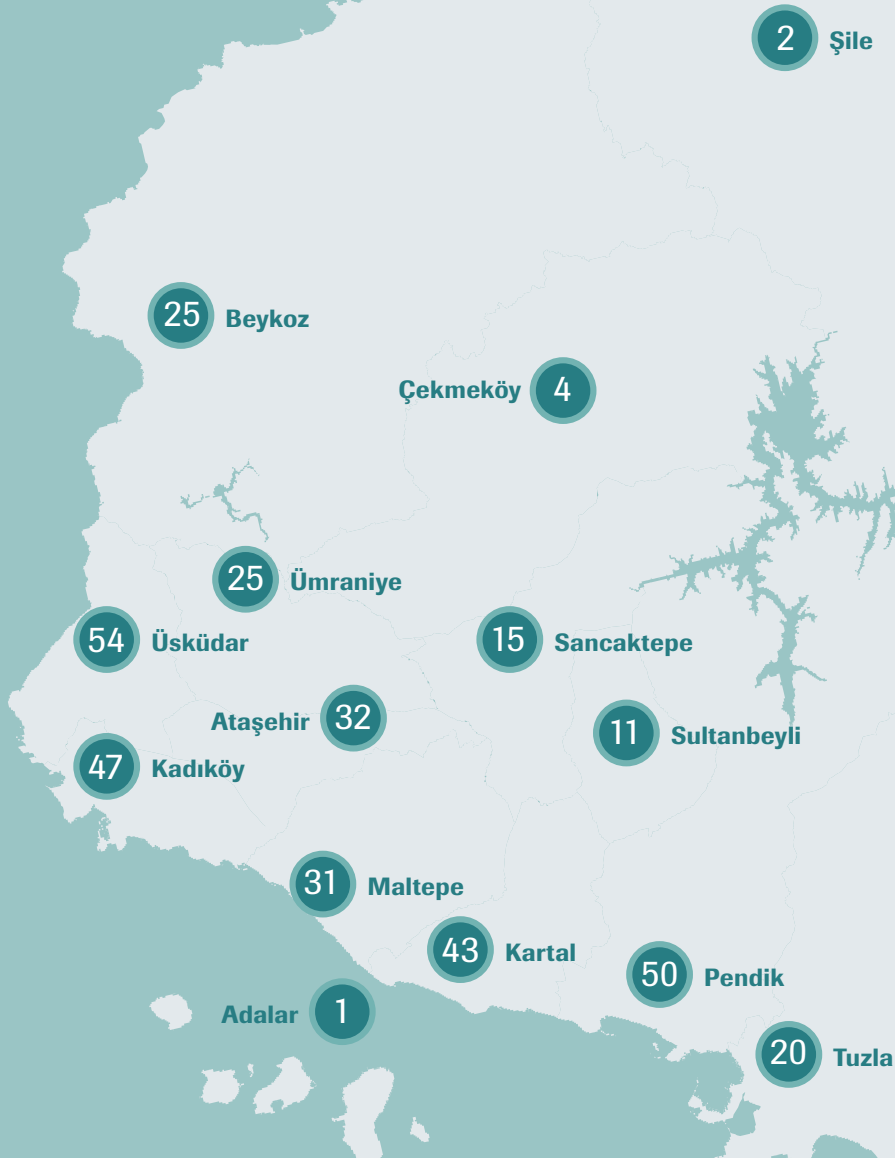 2 Şile
25 Beykoz
Çekmeköy 4
25 Ümraniye
54 Üsküdar
15 Sancaktepe
Ataşehir 32
11 Sultanbeyli
47 Kadıköy
31 Maltepe
43 Kartal
50 Pendik
Adalar 1
20 Tuzla